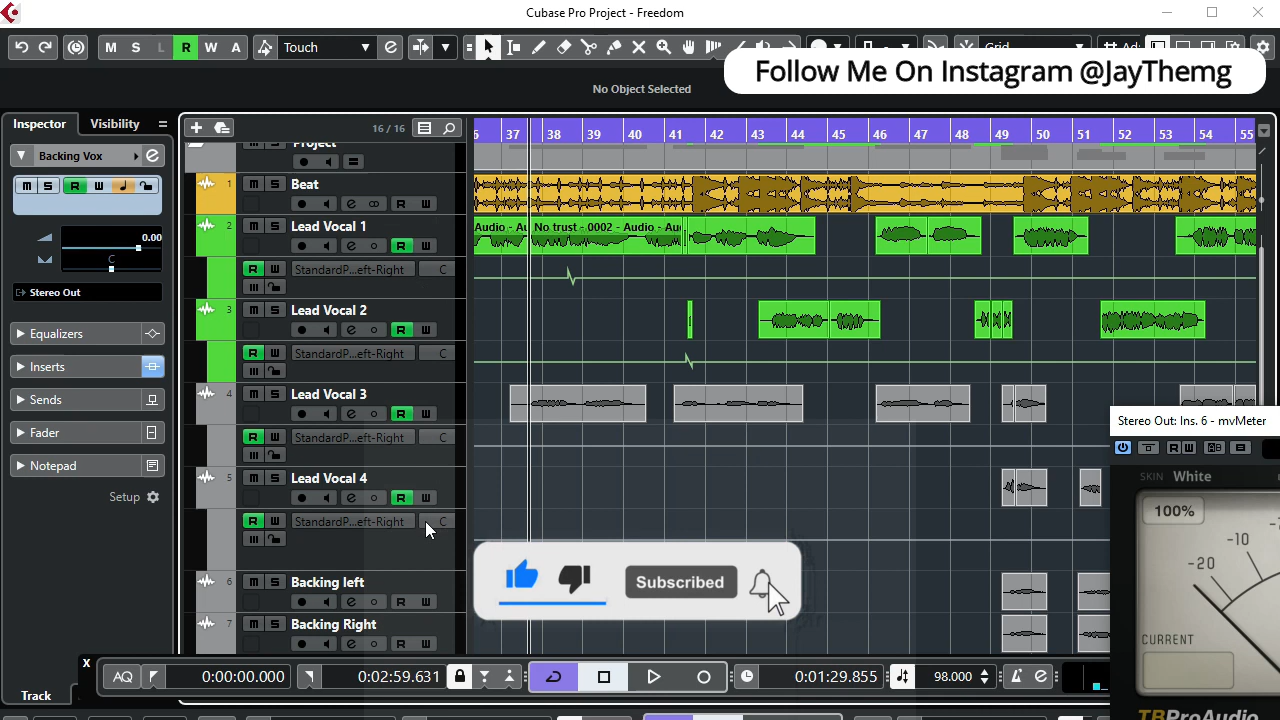 Cubase Pro Project - Freedom
M S L R W A Touch Grid
Follow Me On Instagram @JayThemg
No Object Selected
Inspector Visibility
16 / 16
37 38 39 40 41 42 43 44 45 46 47 48 49 50 51 52 53 54 55
Project
Backing Vox
M S R W
0.00
C
Stereo Out
Equalizers
Inserts
Sends
Fader
Notepad
Setup
1 M S Beat
R W
2 M S Lead Vocal 1
R W
R W StandardP...eft-Right C
No trust - 0002 - Audio - Au
3 M S Lead Vocal 2
R W
R W StandardP...eft-Right C
4 M S Lead Vocal 3
R W
R W StandardP...eft-Right C
5 M S Lead Vocal 4
R W
R W StandardP...eft-Right C
6 M S Backing left
R W
7 M S Backing Right
R W
Stereo Out: Ins. 6 - mvMeter
R W
SKIN White
100%
-10
-20
CURRENT
TBProAudio
Subscribed
Track
X
AQ 0:00:00.000 0:02:59.631 0:01:29.855 98.000